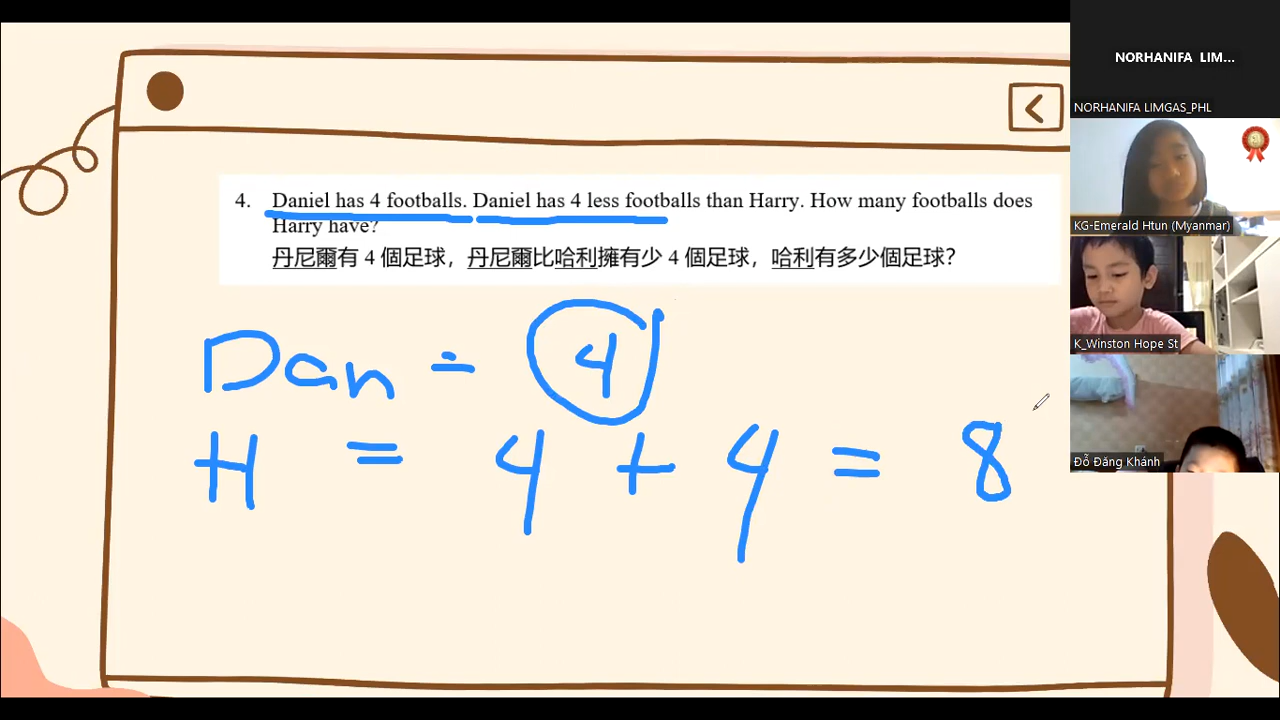 NORHANIFA LIM...
NORHANIFA LIMGAS_PHL
4. Daniel has 4 footballs. Daniel has 4 less footballs than Harry. How many footballs does
Harry have?
丹尼爾有 4 個足球，丹尼爾比哈利擁有少 4 個足球，哈利有多少個足球？
KG-Emerald Htun (Myanmar)
K_Winston Hope St
Đỗ Đăng Khánh
Dan = 4
H = 4 + 4 = 8